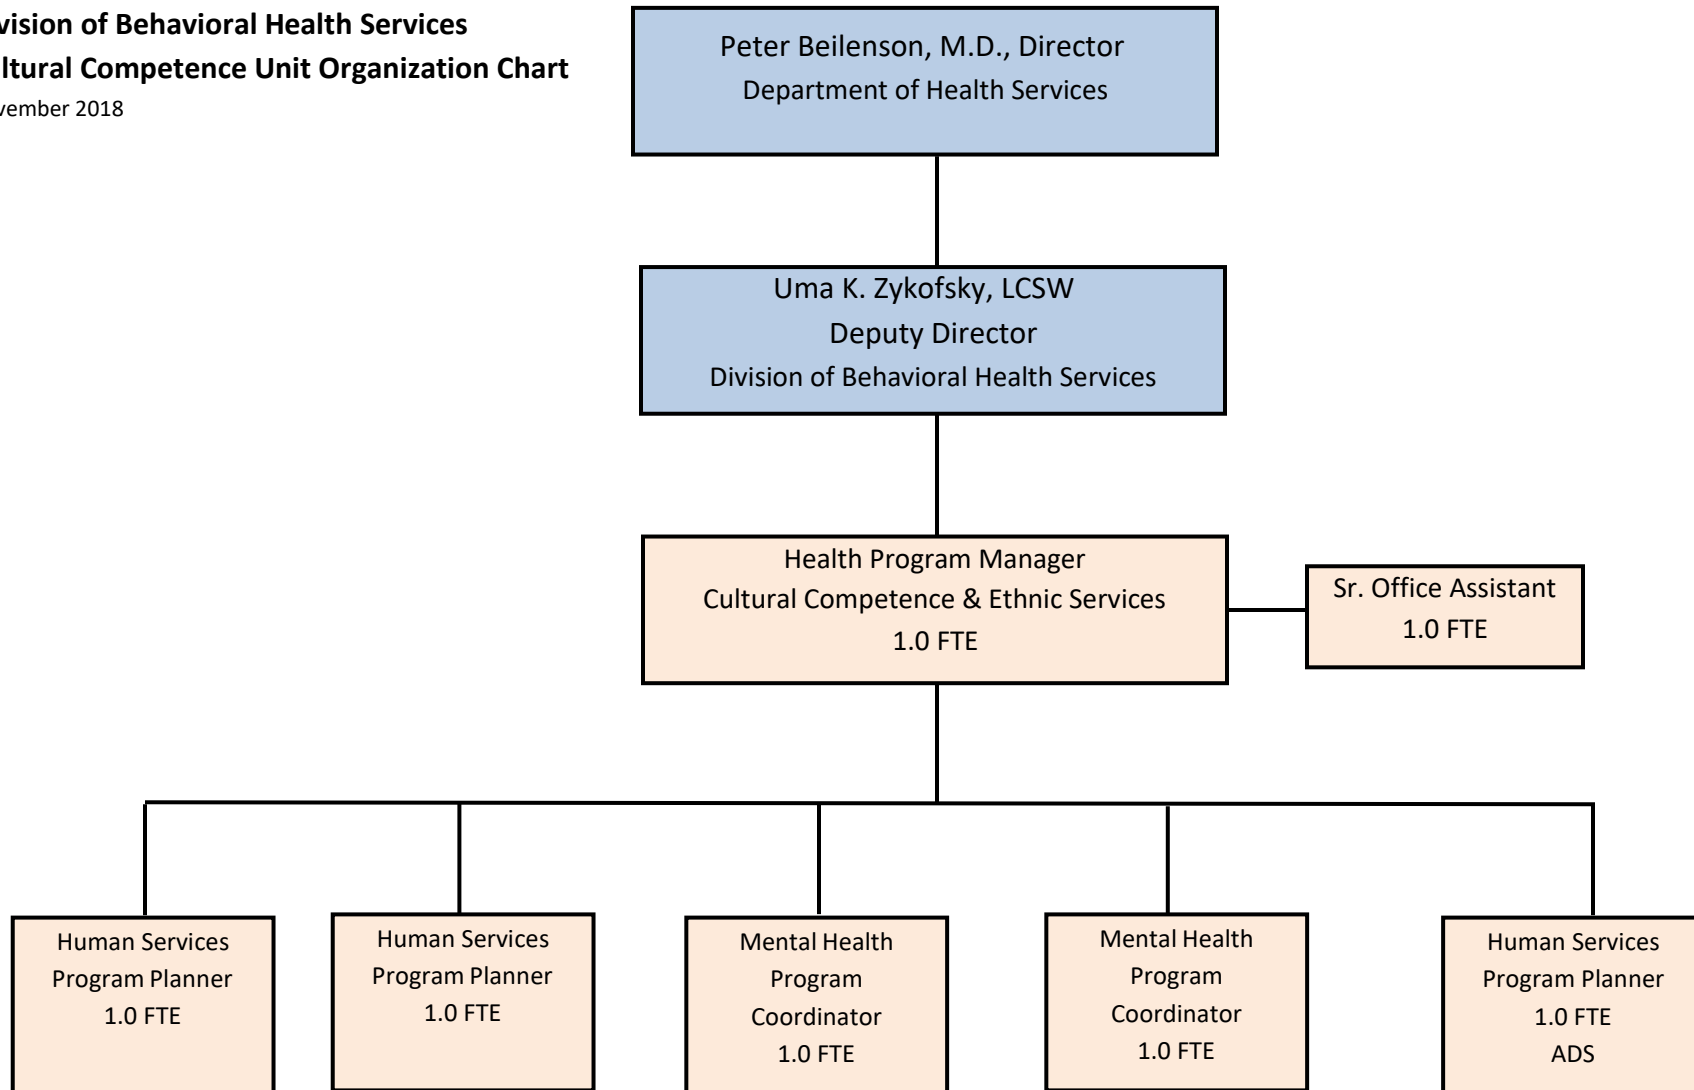 vision of Behavioral Health Services
ultural Competence Unit Organization Chart
vember 2018
Peter Beilenson, M.D., Director
Department of Health Services
Uma K. Zykofsky, LCSW
Deputy Director
Division of Behavioral Health Services
Health Program Manager
Cultural Competence & Ethnic Services
1.0 FTE
Sr. Office Assistant
1.0 FTE
Human Services
Program Planner
1.0 FTE
Human Services
Program Planner
1.0 FTE
Mental Health
Program
Coordinator
1.0 FTE
Mental Health
Program
Coordinator
1.0 FTE
Human Services
Program Planner
1.0 FTE
ADS